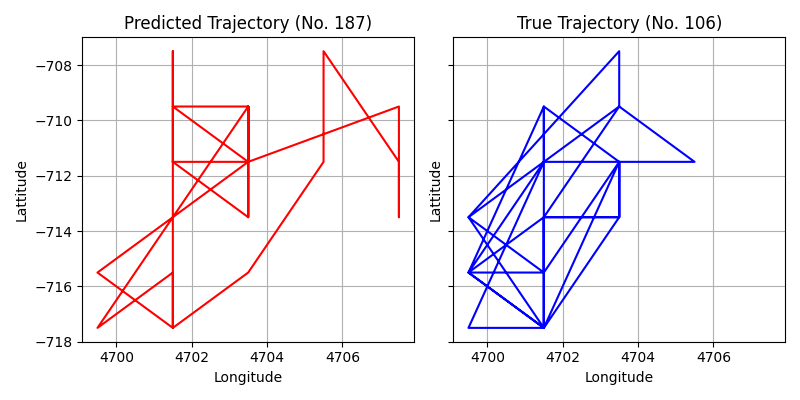 Predicted Trajectory (No. 187)
True Trajectory (No. 106)
Lattitude
−708
−710
−712
−714
−716
−718
4700 4702 4704 4706
Longitude
Lattitude
4700 4702 4704 4706
Longitude